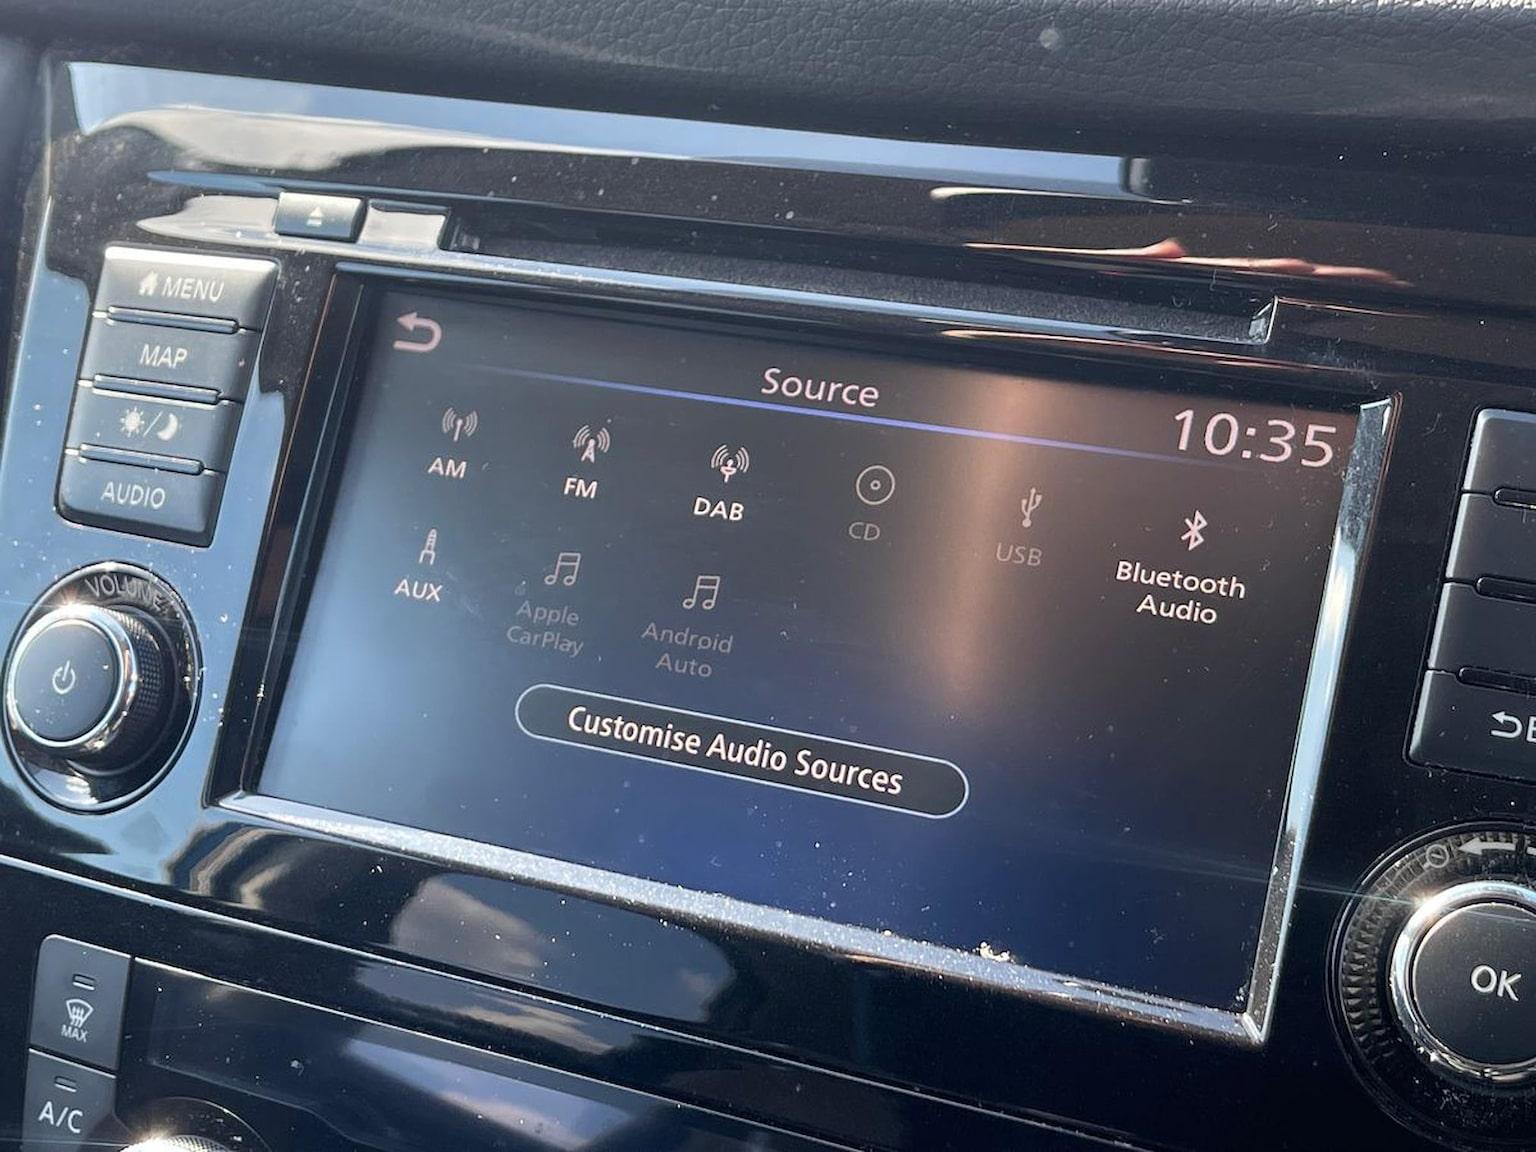 MENU
MAP
AUDIO
VOLUME
Source
10:35
AM
FM
DAB
CD
USB
Bluetooth
Audio
AUX
Apple
CarPlay
Android
Auto
Customise Audio Sources
OK
MAX
A/C